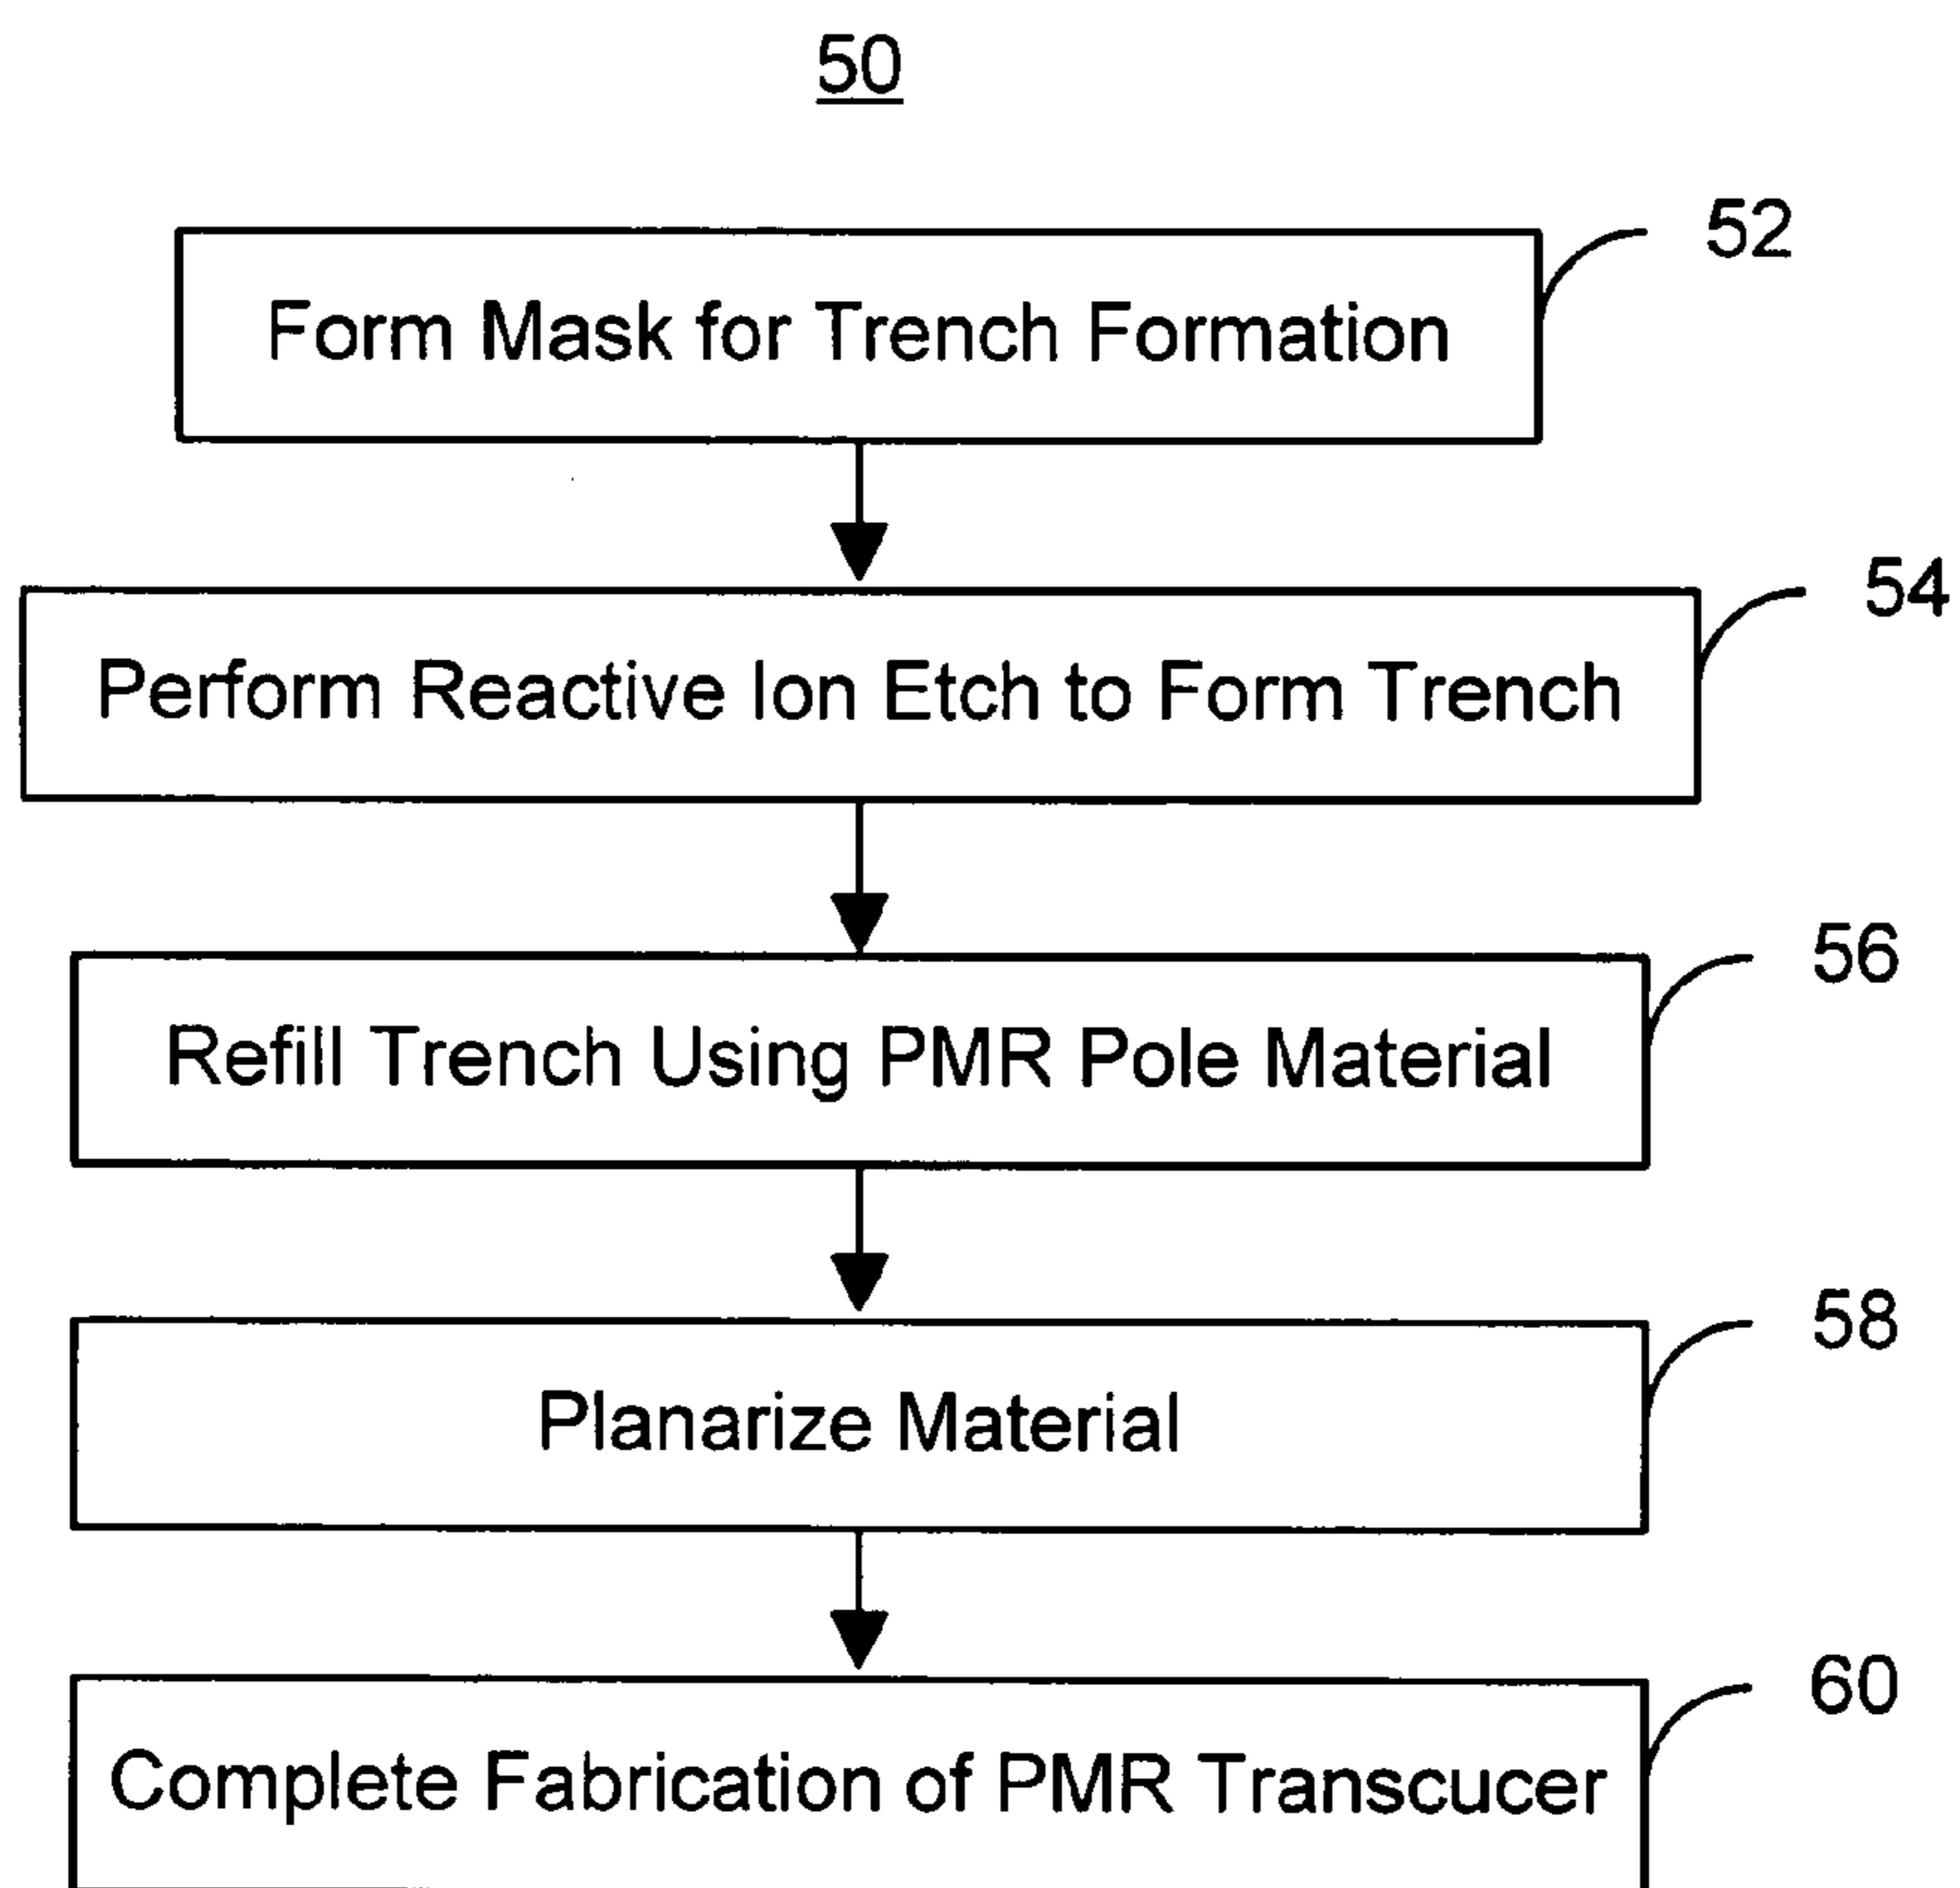 50
52
Form Mask for Trench Formation
54
Perform Reactive Ion Etch to Form Trench
56
Refill Trench Using PMR Pole Material
58
Planarize Material
60
Complete Fabrication of PMR Transcucer